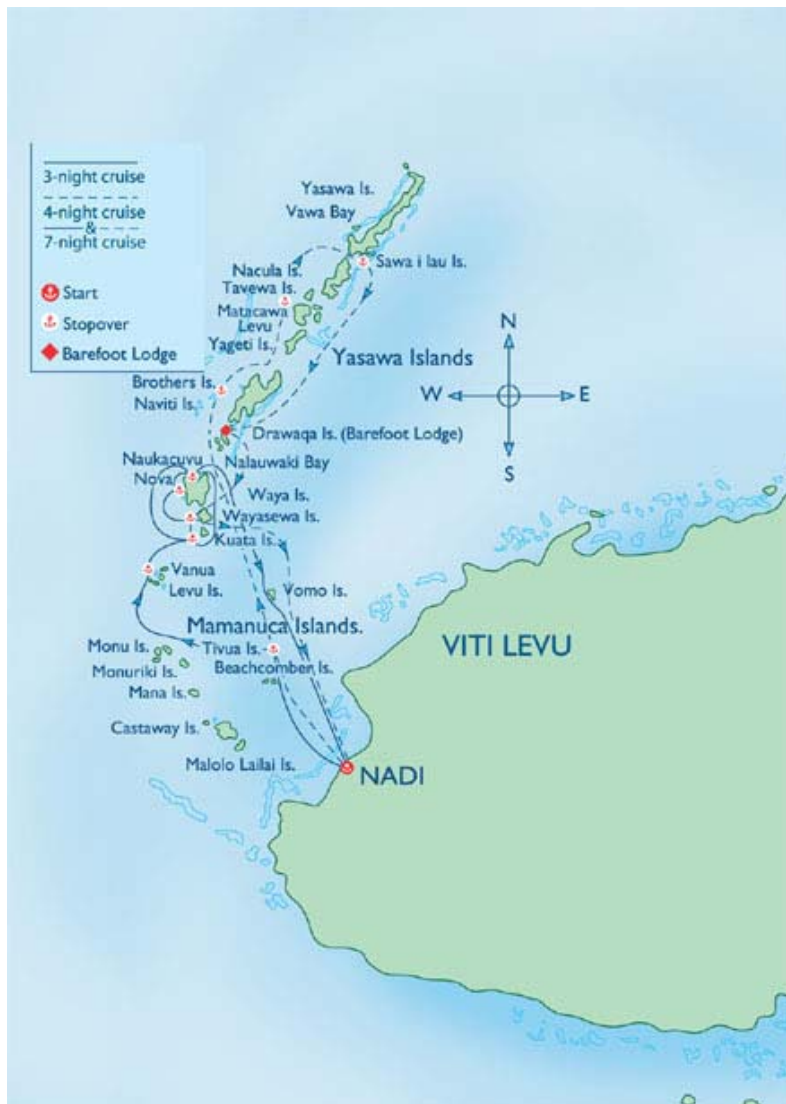 3-night cruise
4-night cruise
&
7-night cruise
Start
Stopover
Barefoot Lodge
Yasawa Is.
Vawa Bay
Sawa i lau Is.
Nacula Is.
Tavewa Is.
Matacawa
Levu
Yageti Is.
Yasawa Islands
N
W
E
S
Brothers Is.
Naviti Is.
Drawaqa Is. (Barefoot Lodge)
Naukacuvu
Nalauwaki Bay
Nova
Waya Is.
Wayasewa Is.
Kuata Is.
Vanua
Levu Is.
Vomo Is.
Mamanuca Islands.
VITI LEVU
Monu Is.
Tivua Is.
Monuriki Is.
Beachcomber Is.
Mana Is.
Castaway Is.
Malolo Lailai Is.
NADI